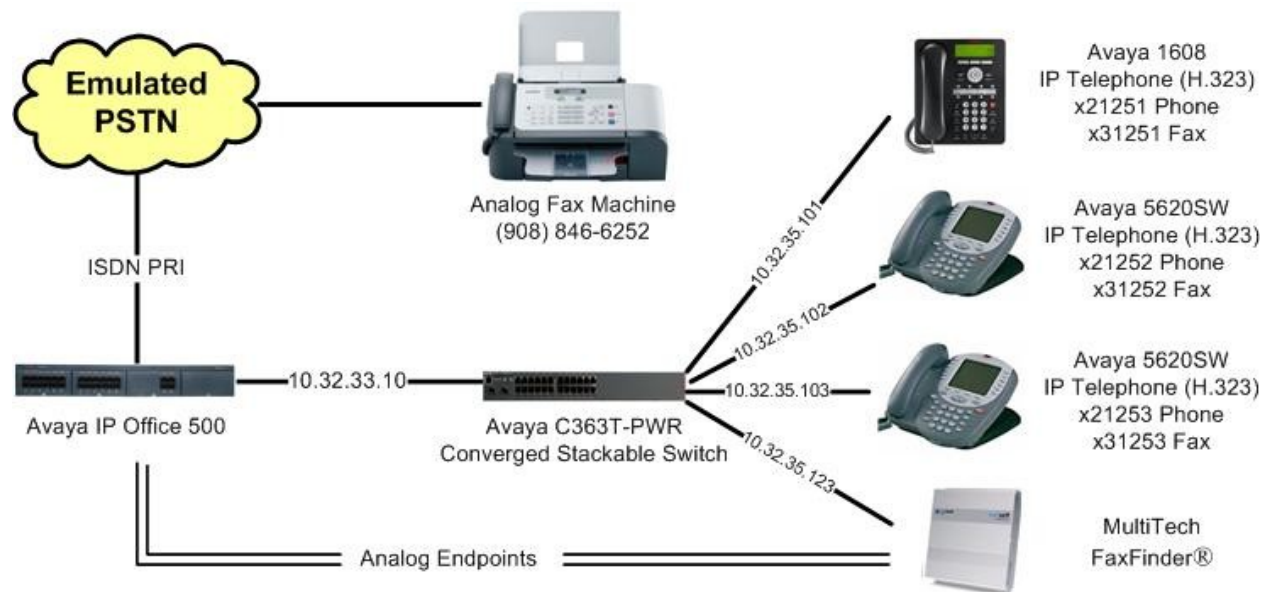 Emulated
PSTN
Analog Fax Machine
(908) 846-6252
ISDN PRI
Avaya IP Office 500
10.32.33.10
Avaya C363T-PWR
Converged Stackable Switch
10.32.35.101
10.32.35.102
10.32.35.103
10.32.35.123
Avaya 1608
IP Telephone (H.323)
x21251 Phone
x31251 Fax
Avaya 5620SW
IP Telephone (H.323)
x21252 Phone
x31252 Fax
Avaya 5620SW
IP Telephone (H.323)
x21253 Phone
x31253 Fax
MultiTech
FaxFinder®
Analog Endpoints